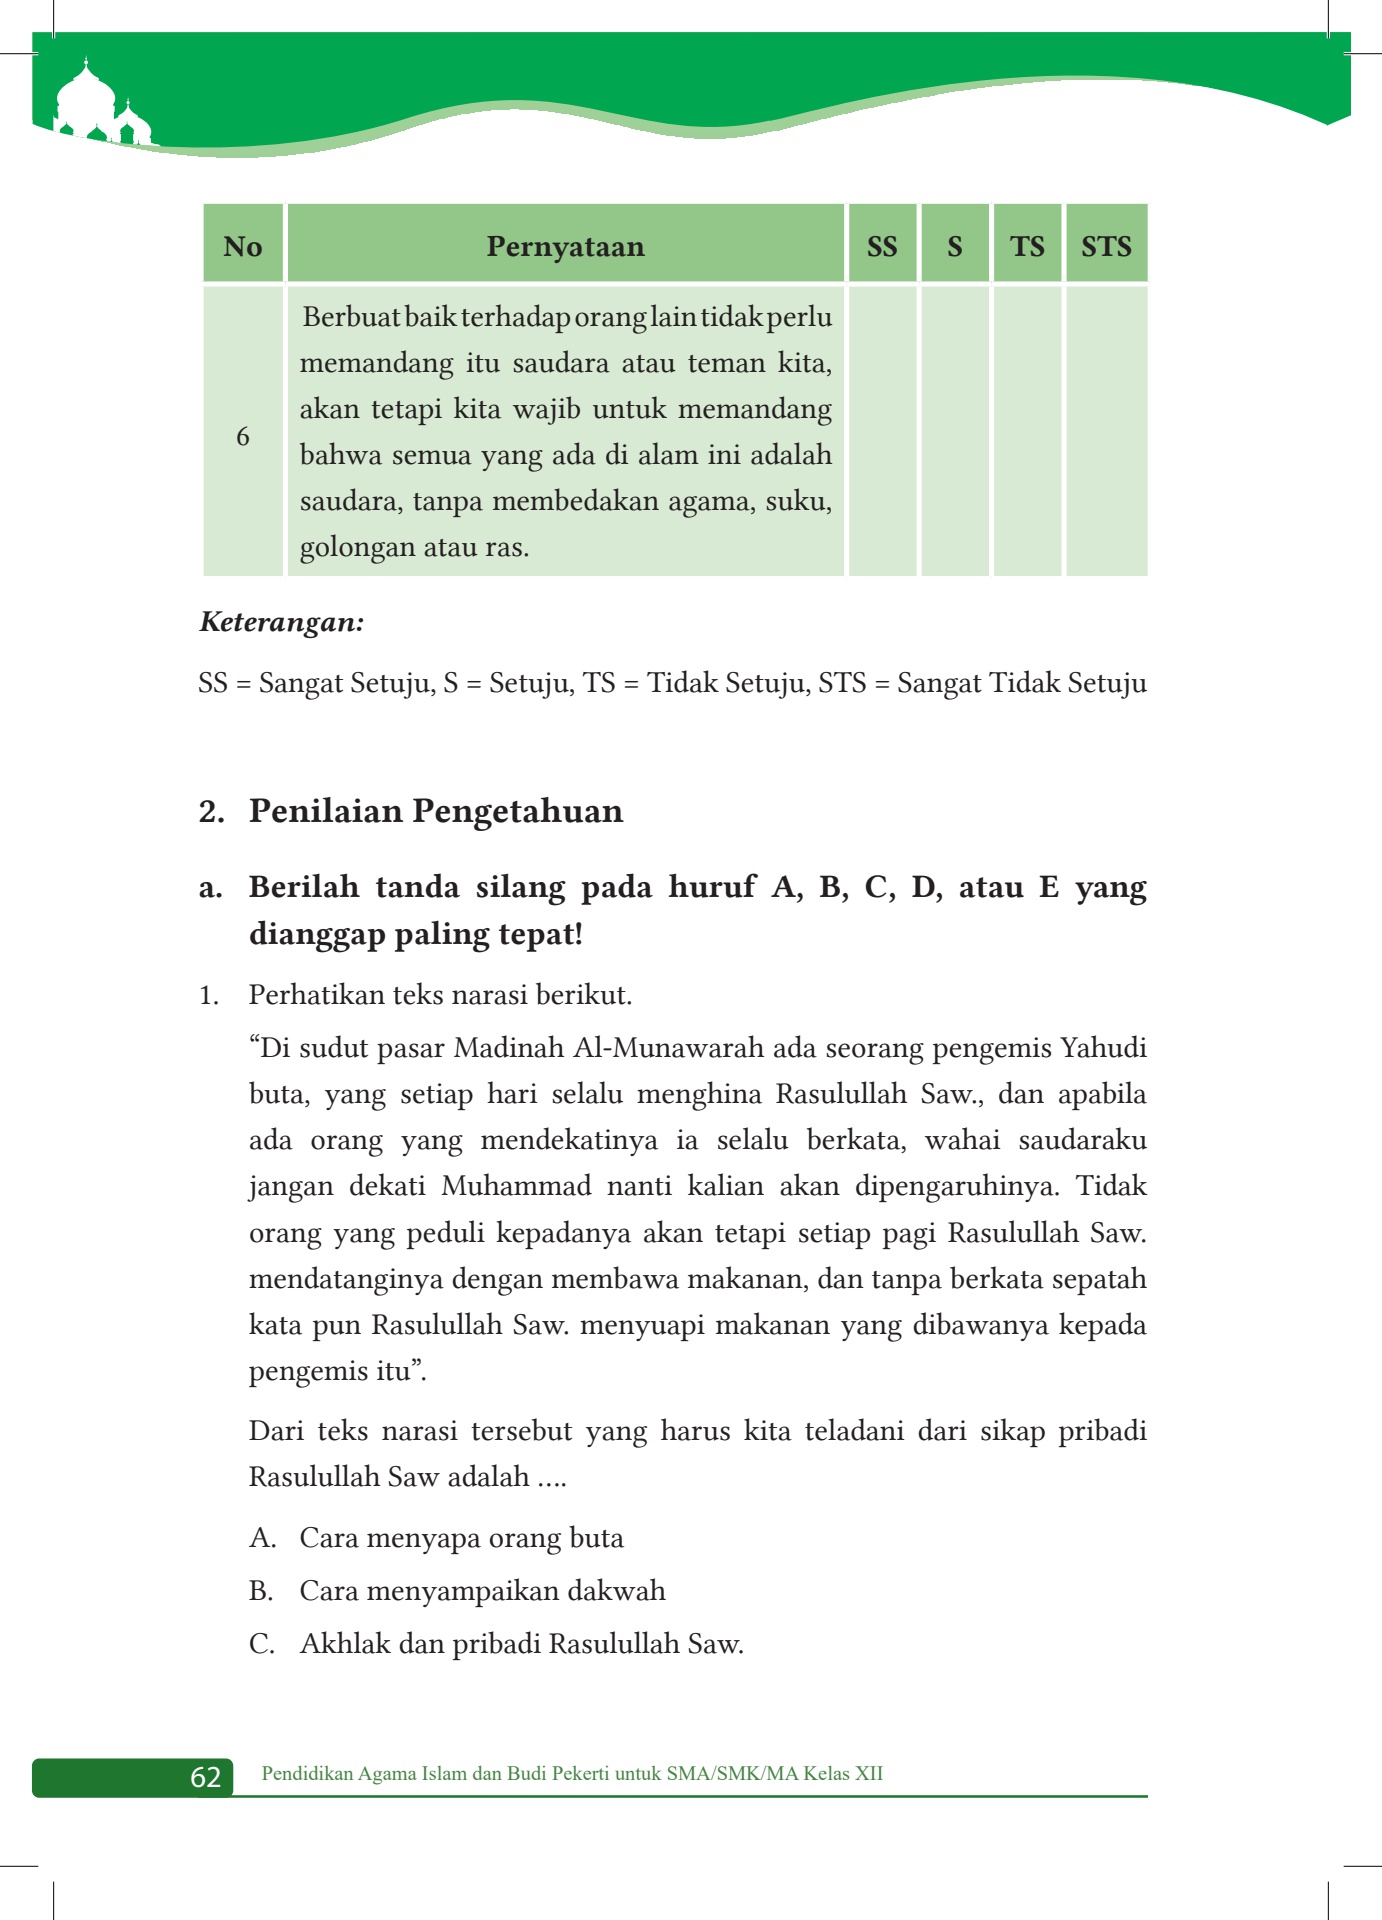 No Pernyataan SS S TS STS
6
Berbuat baik terhadap orang lain tidak perlu
memandang itu saudara atau teman kita,
akan tetapi kita wajib untuk memandang
bahwa semua yang ada di alam ini adalah
saudara, tanpa membedakan agama, suku,
golongan atau ras.
Keterangan:
SS = Sangat Setuju, S = Setuju, TS = Tidak Setuju, STS = Sangat Tidak Setuju
2. Penilaian Pengetahuan
a. Berilah tanda silang pada huruf A, B, C, D, atau E yang
dianggap paling tepat!
1. Perhatikan teks narasi berikut.
“Di sudut pasar Madinah Al-Munawarah ada seorang pengemis Yahudi
buta, yang setiap hari selalu menghina Rasulullah Saw., dan apabila
ada orang yang mendekatinya ia selalu berkata, wahai saudaraku
jangan dekati Muhammad nanti kalian akan dipengaruhinya. Tidak
orang yang peduli kepadanya akan tetapi setiap pagi Rasulullah Saw.
mendatanginya dengan membawa makanan, dan tanpa berkata sepatah
kata pun Rasulullah Saw. menyuapi makanan yang dibawanya kepada
pengemis itu”.
Dari teks narasi tersebut yang harus kita teladani dari sikap pribadi
Rasulullah Saw adalah ….
A. Cara menyapa orang buta
B. Cara menyampaikan dakwah
C. Akhlak dan pribadi Rasulullah Saw.
62 Pendidikan Agama Islam dan Budi Pekerti untuk SMA/SMK/MA Kelas XII